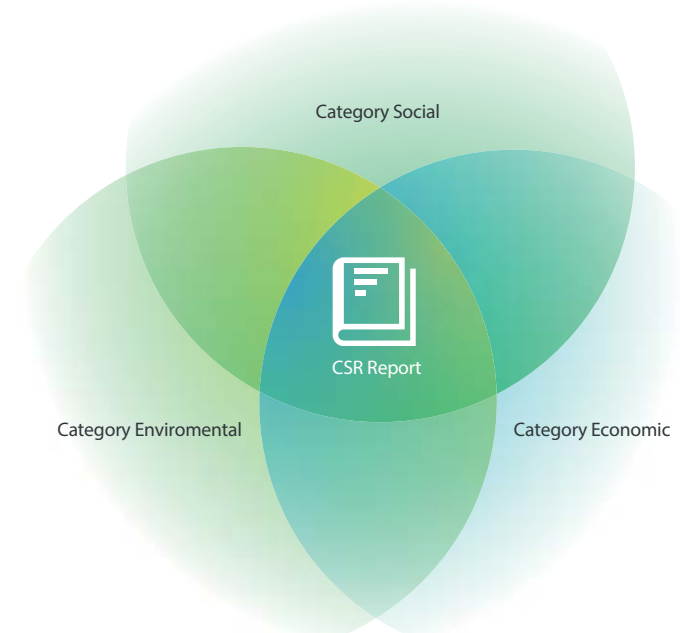 Category Social
CSR Report
Category Enviromental
Category Economic